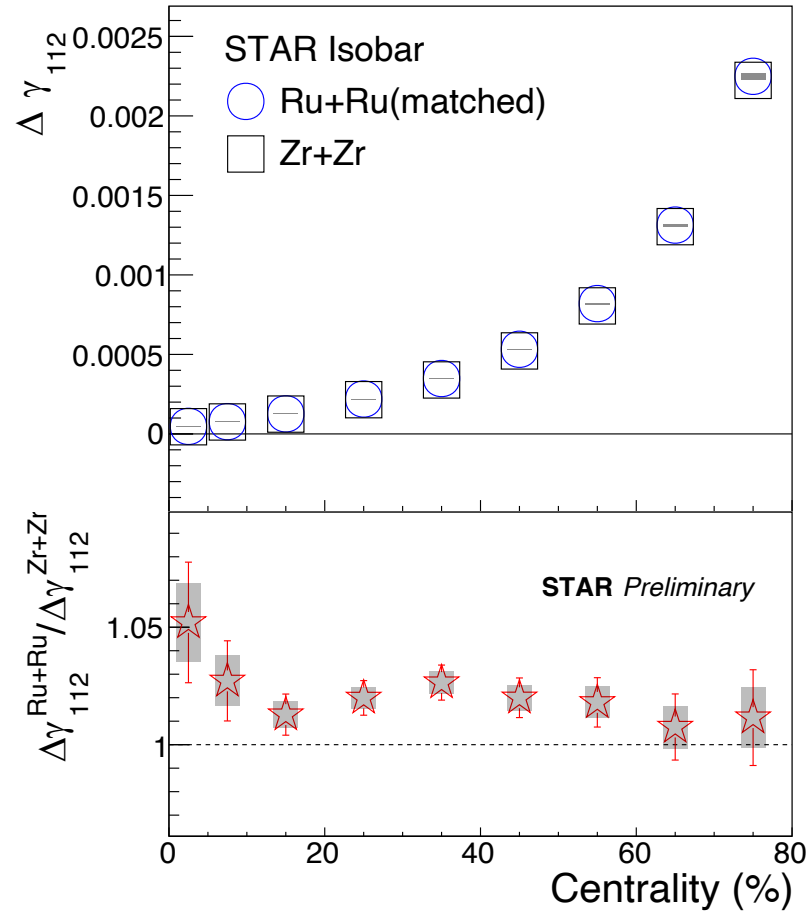 Δ γ 112
0.0025
0.002
0.0015
0.001
0.0005
0
STAR Isobar
Ru+Ru(matched)
Zr+Zr
Δγ112^Ru+Ru/Δγ112^Zr+Zr
1.05
1
STAR Preliminary
0 20 40 60 80
Centrality (%)